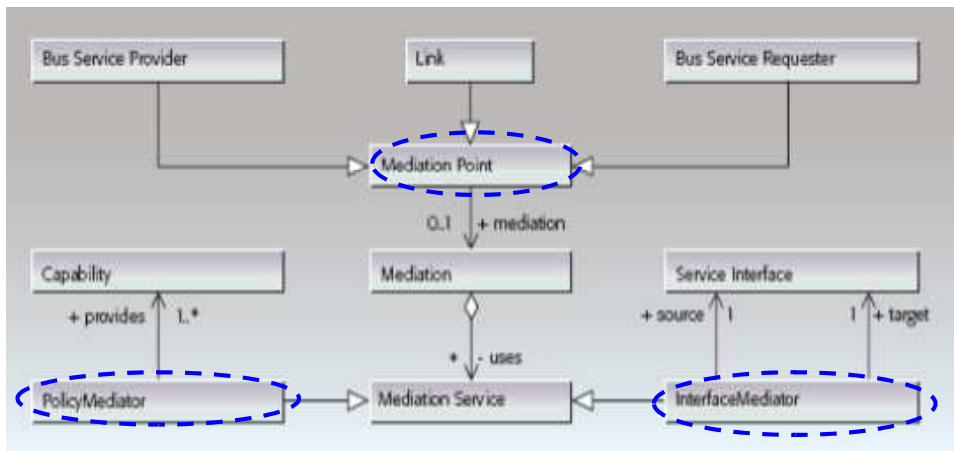 Bus Service Provider
Link
Bus Service Requester
Mediation Point
0..1 + mediation
Capability
Mediation
Service Interface
+ provides 1..*
+ source 1
1 + target
* - uses
PolicyMediator
Mediation Service
InterfaceMediator